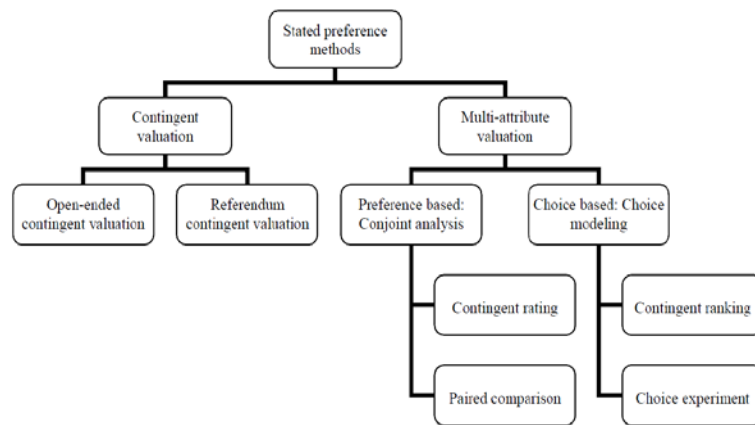 Stated preference
methods
Contingent
valuation
Multi-attribute
valuation
Open-ended
contingent valuation
Referendum
contingent valuation
Preference based:
Conjoint analysis
Choice based: Choice
modeling
Contingent rating
Contingent ranking
Paired comparison
Choice experiment